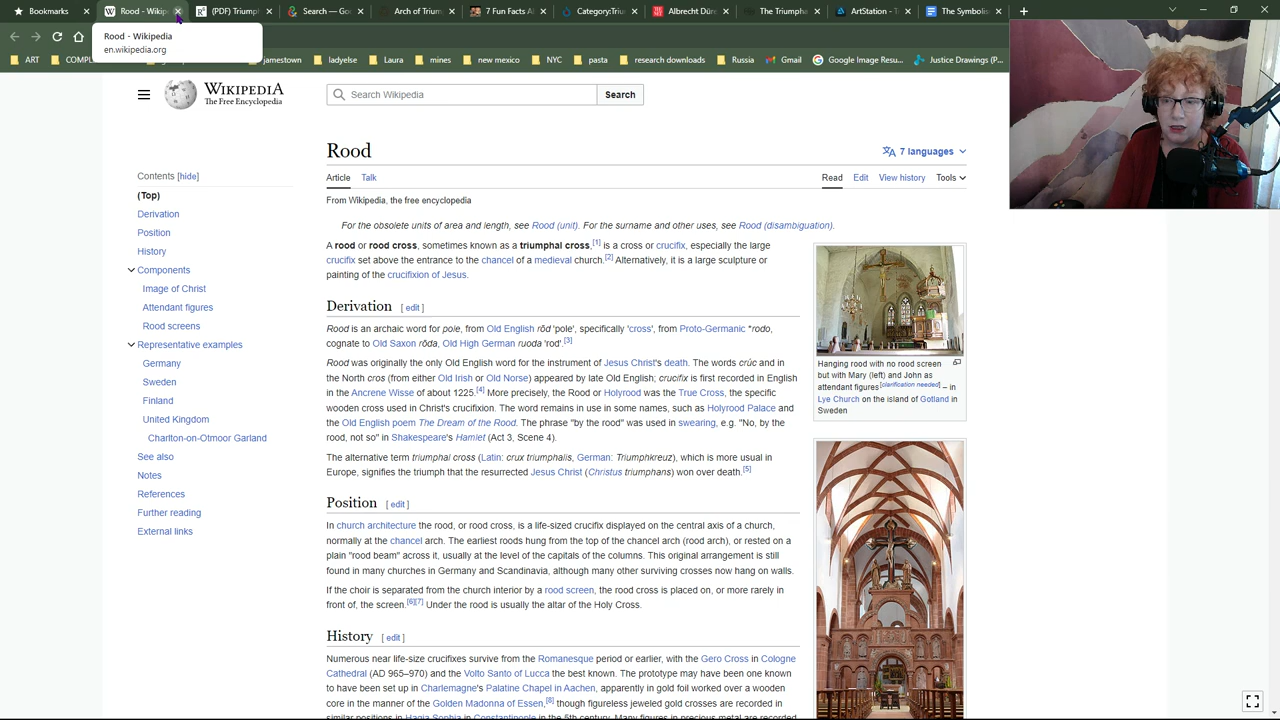 Bookmarks
Rood - Wikiped
(PDF) Medieval
Search —
7 Fun Facts
Medieval
Albrecht
Sin
Symbolism
+
Rood - Wikipedia
en.wikipedia.org
ART
jamestown
ladyelse
Laura
mines
new mexico
NYC
pasta
research downloads
Russia
Gmail
Google Image Resu...
ArtStation - Explore
Justice Drawings (P...
WIKIPEDIA
The Free Encyclopedia
Search Wikipedia
Search
Rood
7 languages
Article Talk
Read Edit View history Tools
From Wikipedia, the free encyclopedia
Contents [hide]
(Top)
Derivation
Position
History
Components
Image of Christ
Attendant figures
Rood screens
Representative examples
Germany
Sweden
Finland
United Kingdom
Charlton-on-Otmoor Garland
See also
Notes
References
Further reading
External links
For the obsolete units of area and length, see Rood (unit). For the surname and other uses, see Rood (disambiguation).
A rood or rood cross, sometimes known as a triumphal cross,[1] is a cross or crucifix, especially the large
crucifix set above the entrance to the chancel of a medieval church.[2] Alternatively, it is a large sculpture or
painting of the crucifixion of Jesus.
Derivation [ edit ]
Rood is an archaic word for pole, from Old English rōd 'pole', specifically 'cross', from Proto-Germanic *rodo,
cognate to Old Saxon rōda, Old High German ruoda 'rod'.[3]
Rood was originally the only Old English word for the instrument of Jesus Christ's death. The words crúc and in
the North cros (from either Old Irish or Old Norse) appeared by late Old English; crucifix is first recorded in English
in the Ancrene Wisse of about 1225.[4] More precisely, the Rood or Holyrood was the True Cross, the specific
wooden cross used in Christ's crucifixion. The word remains in use in some names, such as Holyrood Palace and
the Old English poem The Dream of the Rood. The phrase "by the rood" was used in swearing, e.g. "No, by the
rood, not so" in Shakespeare's Hamlet (Act 3, Scene 4).
The alternative term triumphal cross (Latin: crux triumphalis, German: Triumphkreuz), which is more usual in
Europe, signifies the triumph that the resurrected Jesus Christ (Christus triumphans) won over death.[5]
Position [ edit ]
In church architecture the rood, or rood cross, is a life-sized crucifix displayed on the central axis of a church,
normally at the chancel arch. The earliest roods hung from the top of the chancel arch (rood arch), or rested on a
plain "rood beam" across it, usually at the level of the capitals of the columns. This original arrangement is still
found in many churches in Germany and Scandinavia, although many other surviving crosses now hang on walls.
If the choir is separated from the church interior by a rood screen, the rood cross is placed on, or more rarely in
front of, the screen.[6][7] Under the rood is usually the altar of the Holy Cross.
History [ edit ]
Numerous near life-size crucifixes survive from the Romanesque period or earlier, with the Gero Cross in Cologne
Cathedral (AD 965–970) and the Volto Santo of Lucca the best known. The prototype may have been one known
to have been set up in Charlemagne's Palatine Chapel in Aachen, apparently in gold foil worked over a wooden
core in the manner of the Golden Madonna of Essen,[8] though figureless jeweled gold crosses are recorded in
similar positions in Hagia Sophia in Constantinople in the 5th century. Many figures in precious metal are recorded
Hanging rood with no rood screen
but with Mary (left) and John as
attendant figures[clarification needed] – in
Lye Church on the island of Gotland in
Sweden